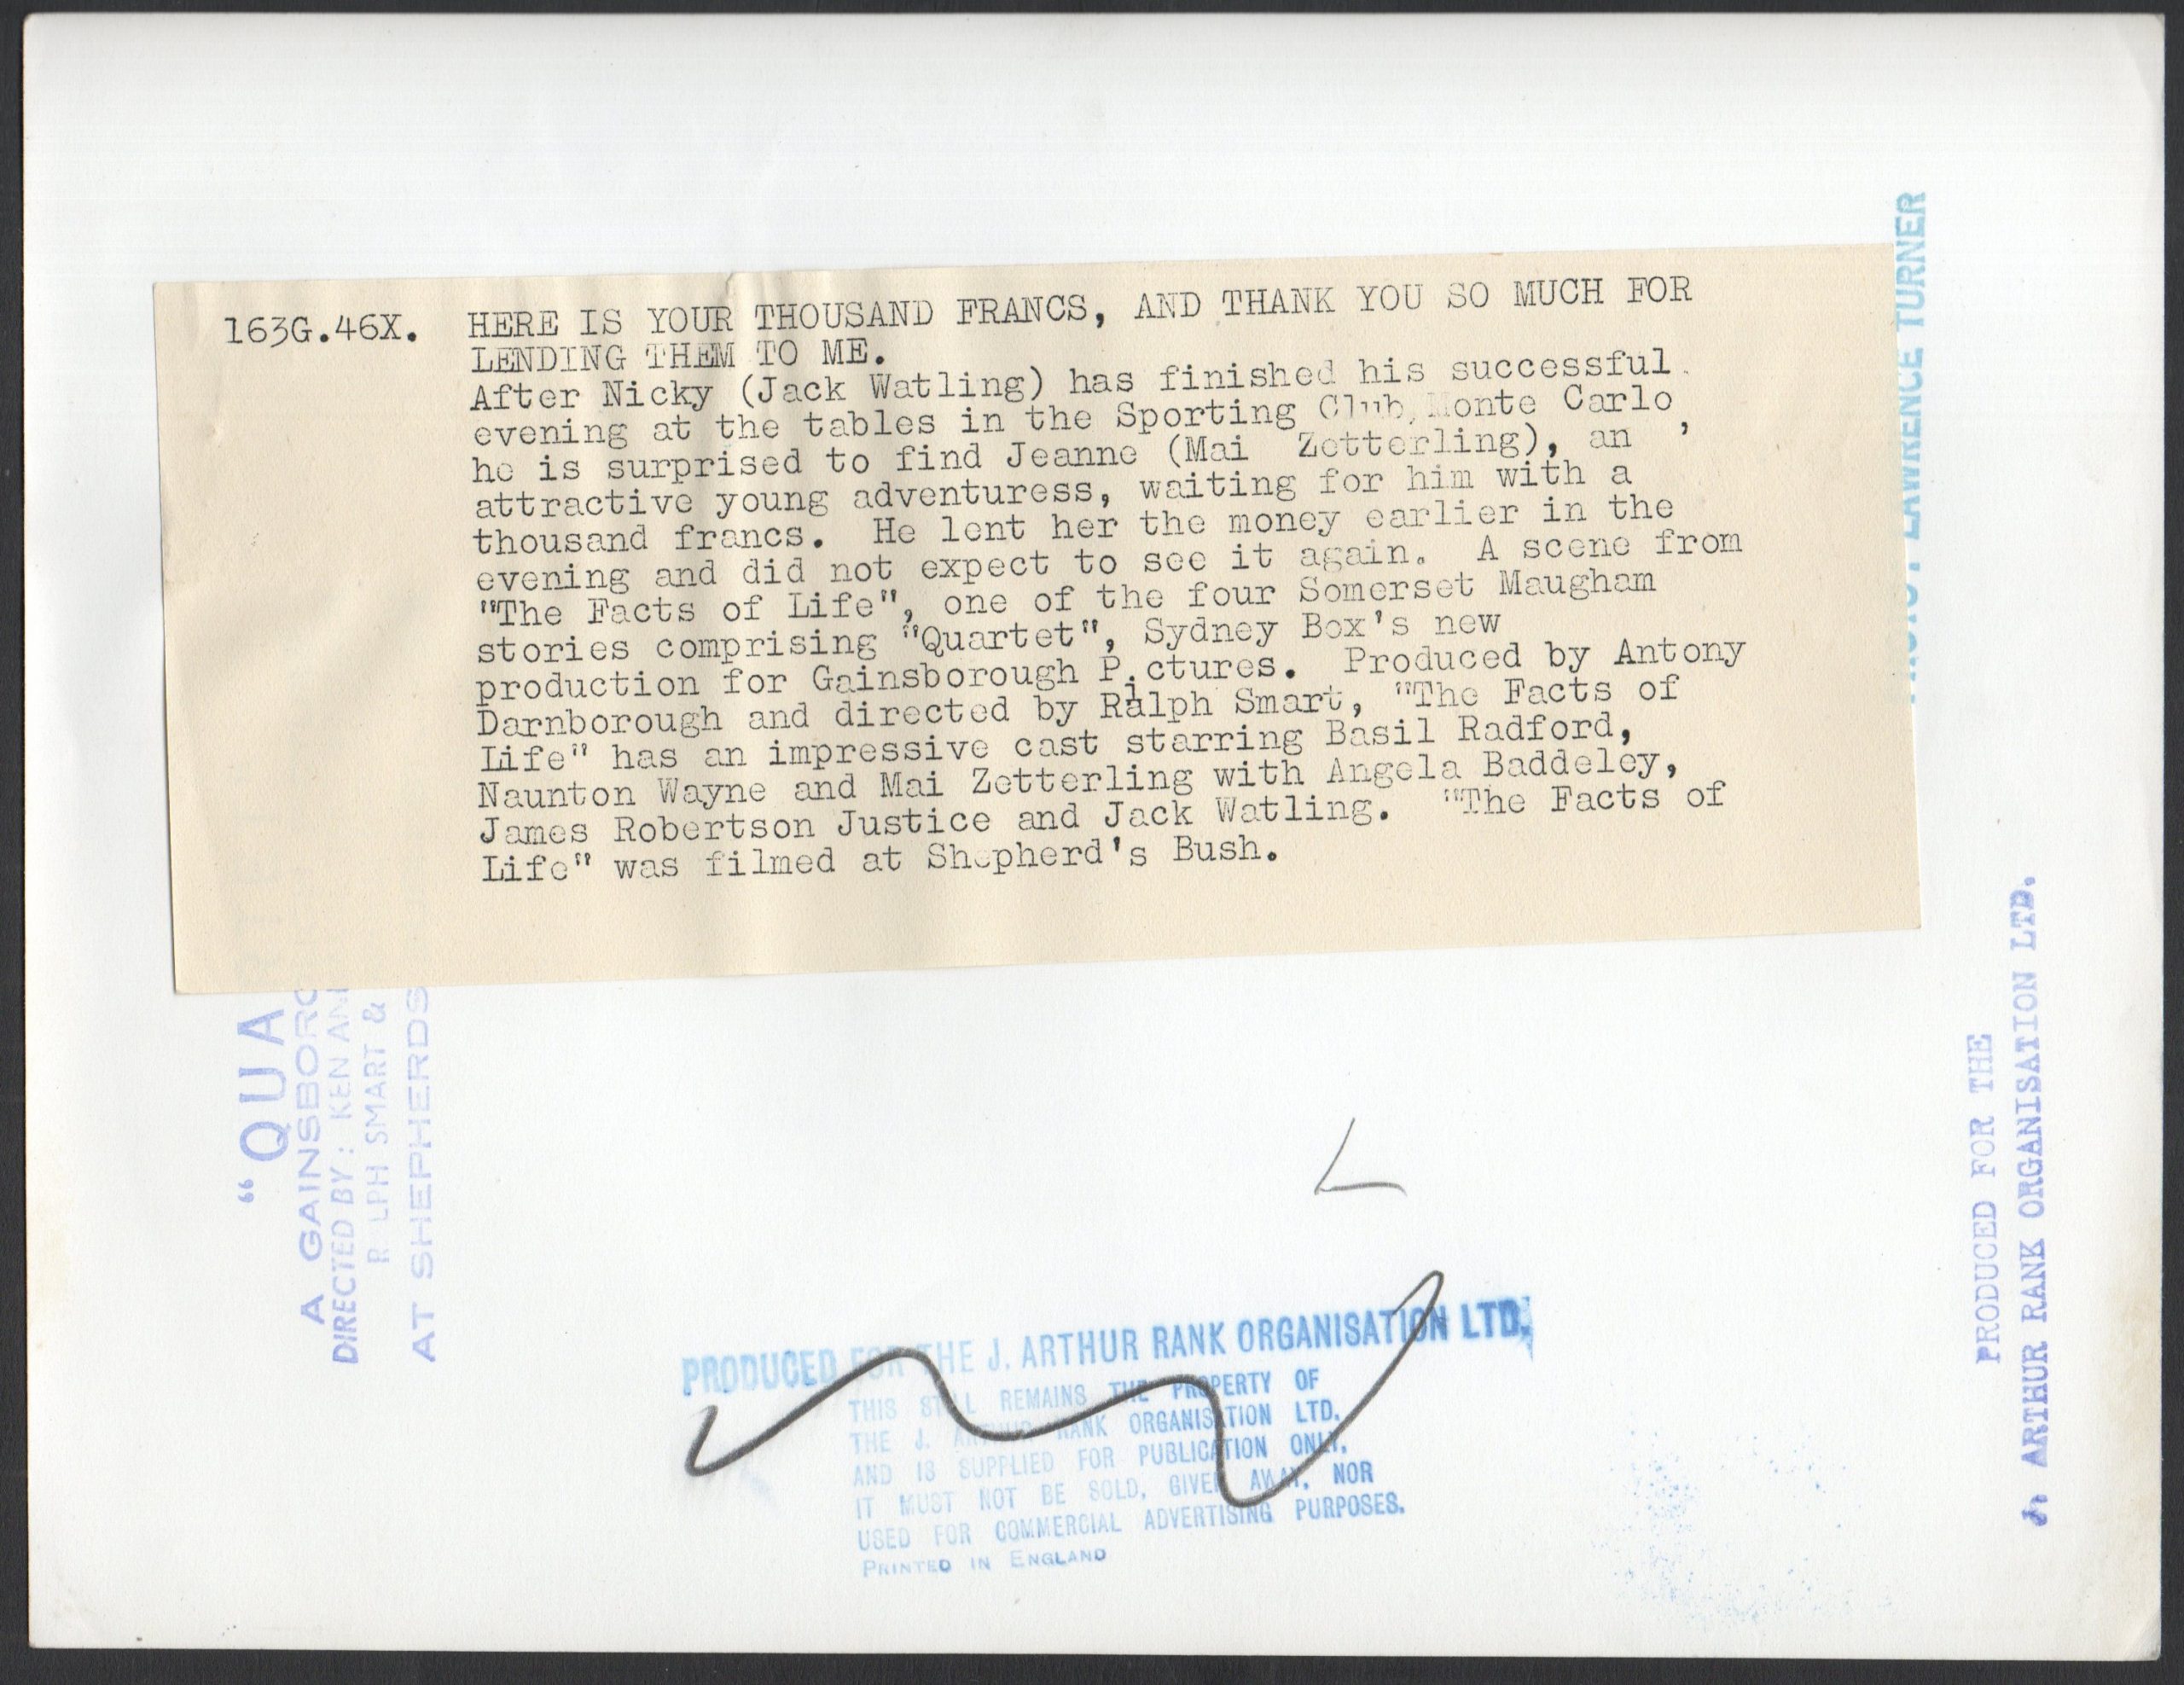 163G.46X. HERE IS YOUR THOUSAND FRANCS, AND THANK YOU SO MUCH FOR
LENDING THEM TO ME.
After Nicky (Jack Watling) has finished his successful
evening at the tables in the Sporting Club, Monte Carlo,
he is surprised to find Jeanne (Mai Zetterling), an
attractive young adventuress, waiting for him with a
thousand francs. He lent her the money earlier in the
evening and did not expect to see it again. A scene from
"The Facts of Life", one of the four Somerset Maugham
stories comprising "Quartet", Sydney Box's new
production for Gainsborough Pictures. Produced by Antony
Darnborough and directed by Ralph Smart, "The Facts of
Life" has an impressive cast starring Basil Radford,
Naunton Wayne and Mai Zetterling with Angela Baddeley,
James Robertson Justice and Jack Watling. "The Facts of
Life" was filmed at Shepherd's Bush.
LAWRENCE TURNER
"QUA
A GAINSBORO
DIRECTED BY: KEN AN
R LPH SMART &
AT SHEPHERDS
L
PRODUCED FOR THE J. ARTHUR RANK ORGANISATION LTD.
THIS STILL REMAINS THE PROPERTY OF
THE J. ARTHUR RANK ORGANISATION LTD.
AND IS SUPPLIED FOR PUBLICATION ONLY.
IT MUST NOT BE SOLD, GIVEN AWAY, NOR
USED FOR COMMERCIAL ADVERTISING PURPOSES.
PRINTED IN ENGLAND
PRODUCED FOR THE
J. ARTHUR RANK ORGANISATION LTD.